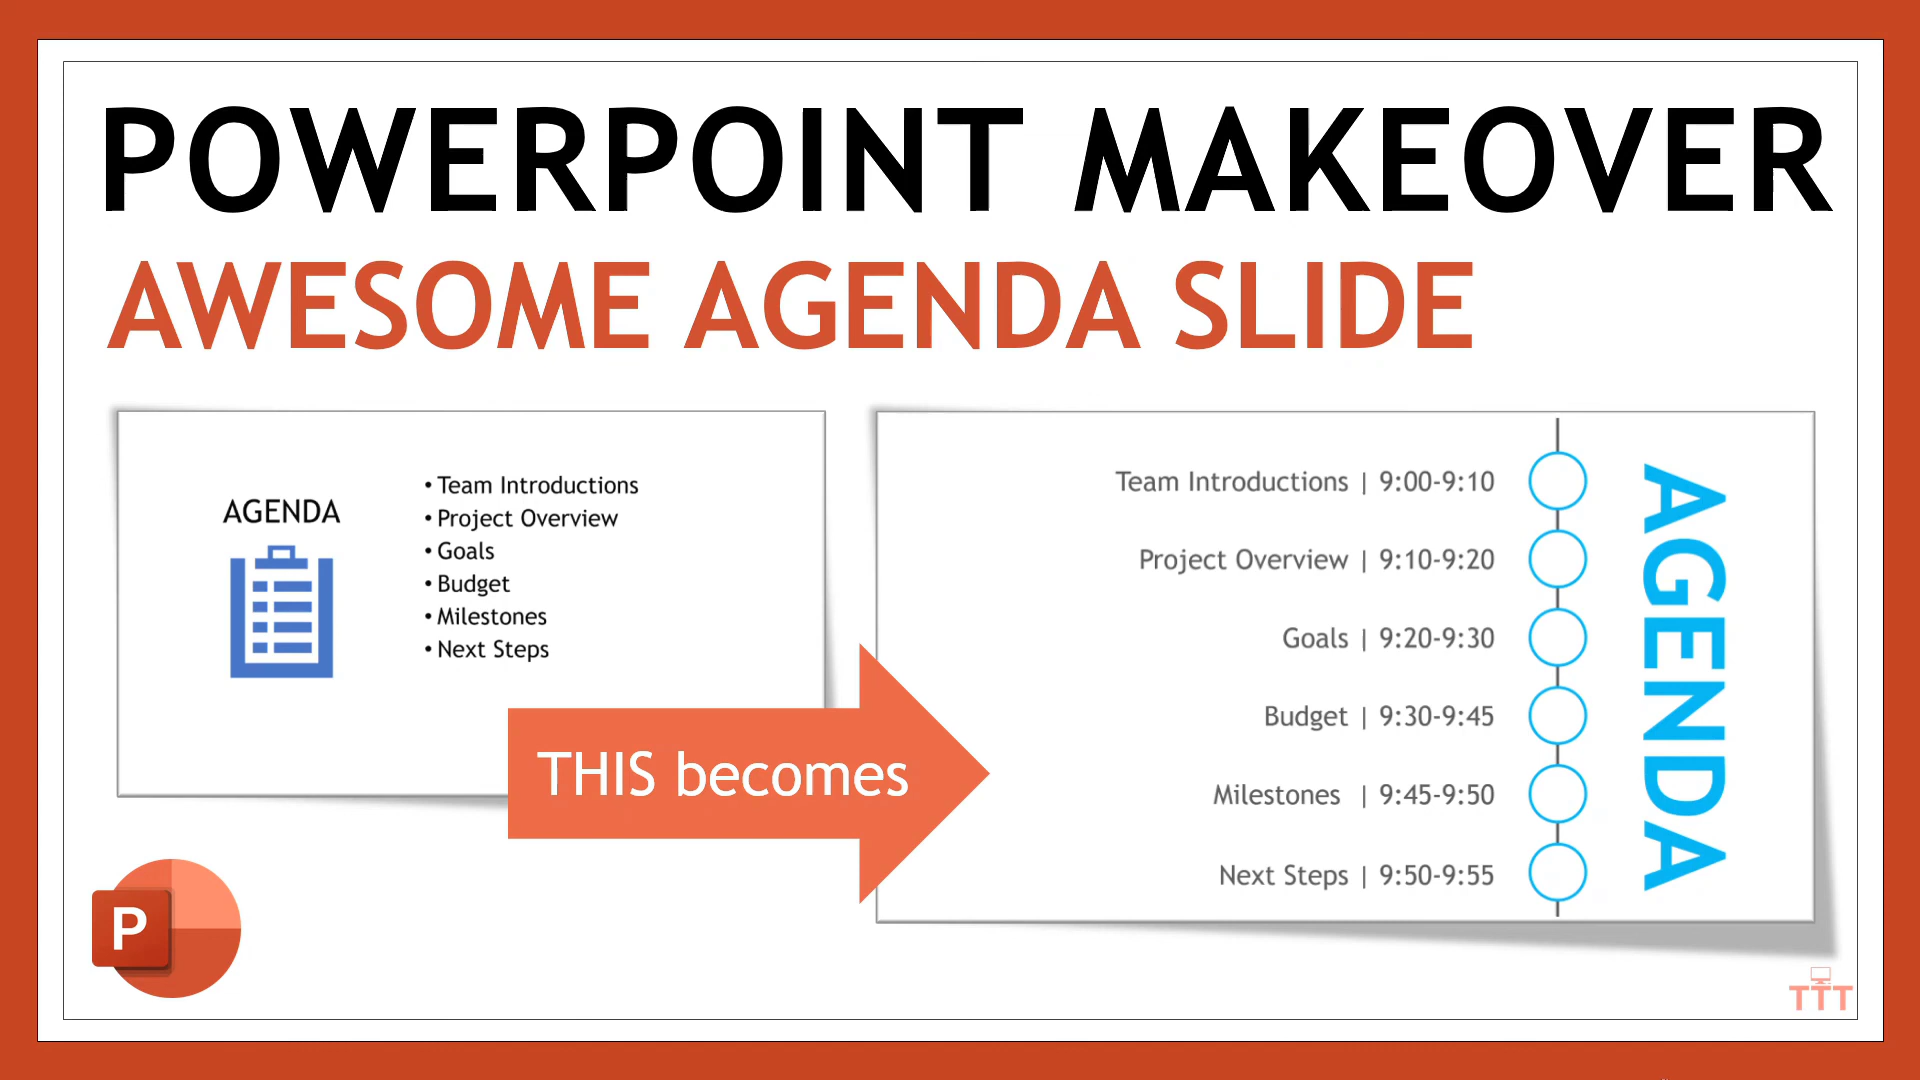 POWERPOINT MAKEOVER
AWESOME AGENDA SLIDE
AGENDA
• Team Introductions
• Project Overview
• Goals
• Budget
• Milestones
• Next Steps
THIS becomes
Team Introductions | 9:00-9:10
Project Overview | 9:10-9:20
Goals | 9:20-9:30
Budget | 9:30-9:45
Milestones | 9:45-9:50
Next Steps | 9:50-9:55
AGENDA
P
TTT